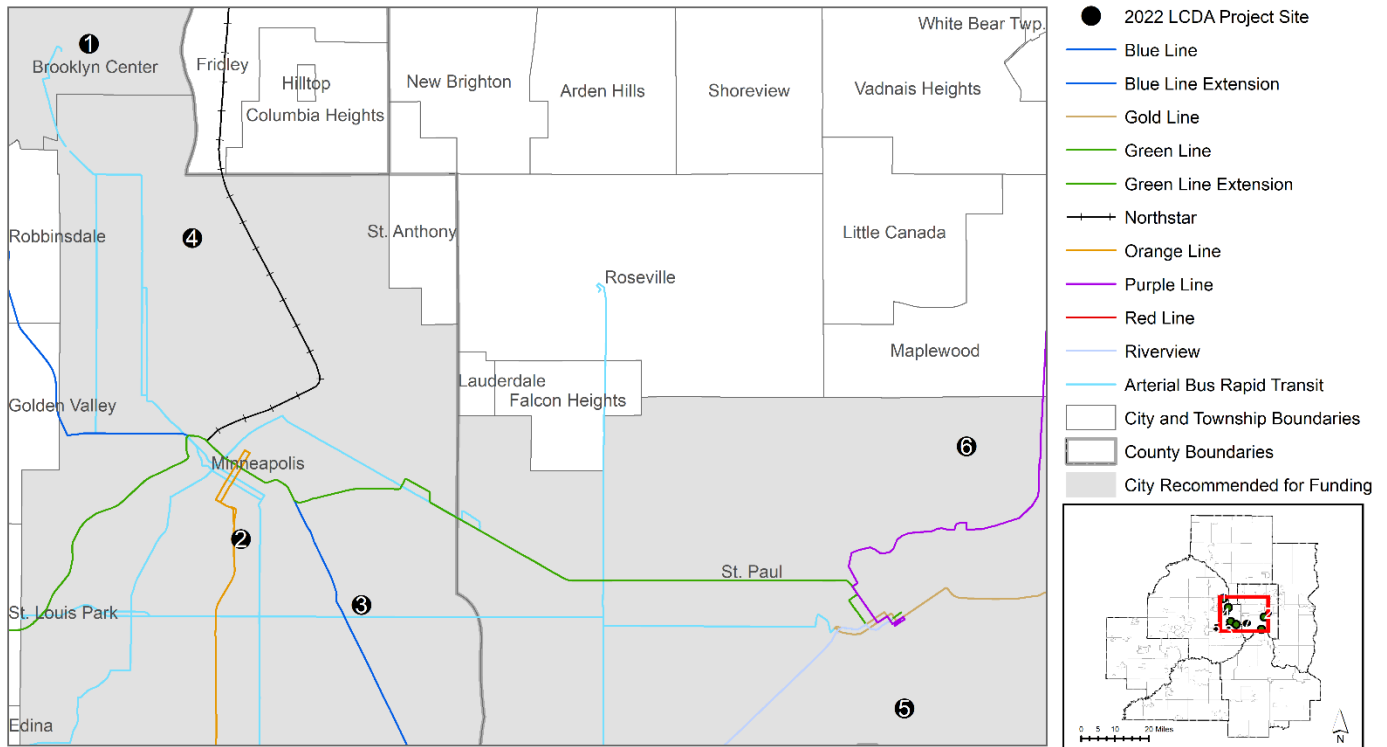 White Bear Twp.
1
Brooklyn Center
Fridley
Hilltop
Columbia Heights
New Brighton
Arden Hills
Shoreview
Vadnais Heights
Robbinsdale
4
St. Anthony
Little Canada
Roseville
Maplewood
Lauderdale
Falcon Heights
Golden Valley
6
Minneapolis
2
St. Paul
St. Louis Park
3
5
Edina
2022 LCDA Project Site
Blue Line
Blue Line Extension
Gold Line
Green Line
Green Line Extension
Northstar
Orange Line
Purple Line
Red Line
Riverview
Arterial Bus Rapid Transit
City and Township Boundaries
County Boundaries
City Recommended for Funding
0 5 10 20 Miles
N